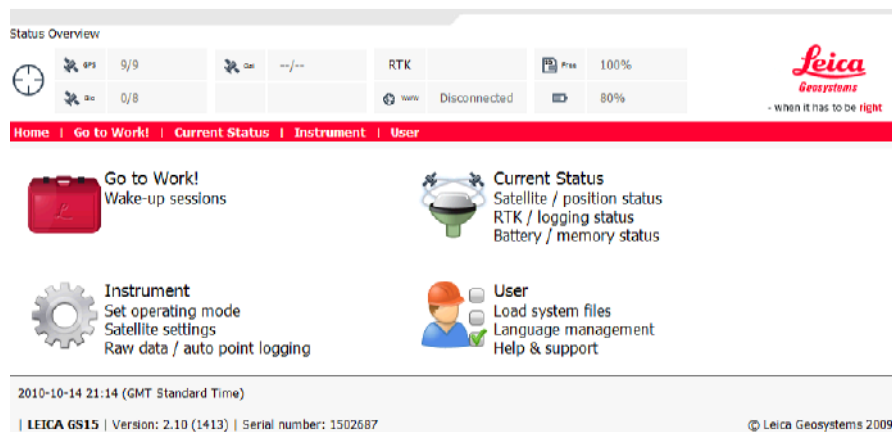 Status Overview
GPS 9/9 Gal --/-- RTK Free 100%
Glo 0/8 WWW Disconnected 80%
Leica
Geosystems
- when it has to be right
Home | Go to Work! | Current Status | Instrument | User
Go to Work!
Wake-up sessions
Current Status
Satellite / position status
RTK / logging status
Battery / memory status
Instrument
Set operating mode
Satellite settings
Raw data / auto point logging
User
Load system files
Language management
Help & support
2010-10-14 21:14 (GMT Standard Time)
| LEICA GS15 | Version: 2.10 (1413) | Serial number: 1502687
© Leica Geosystems 2009